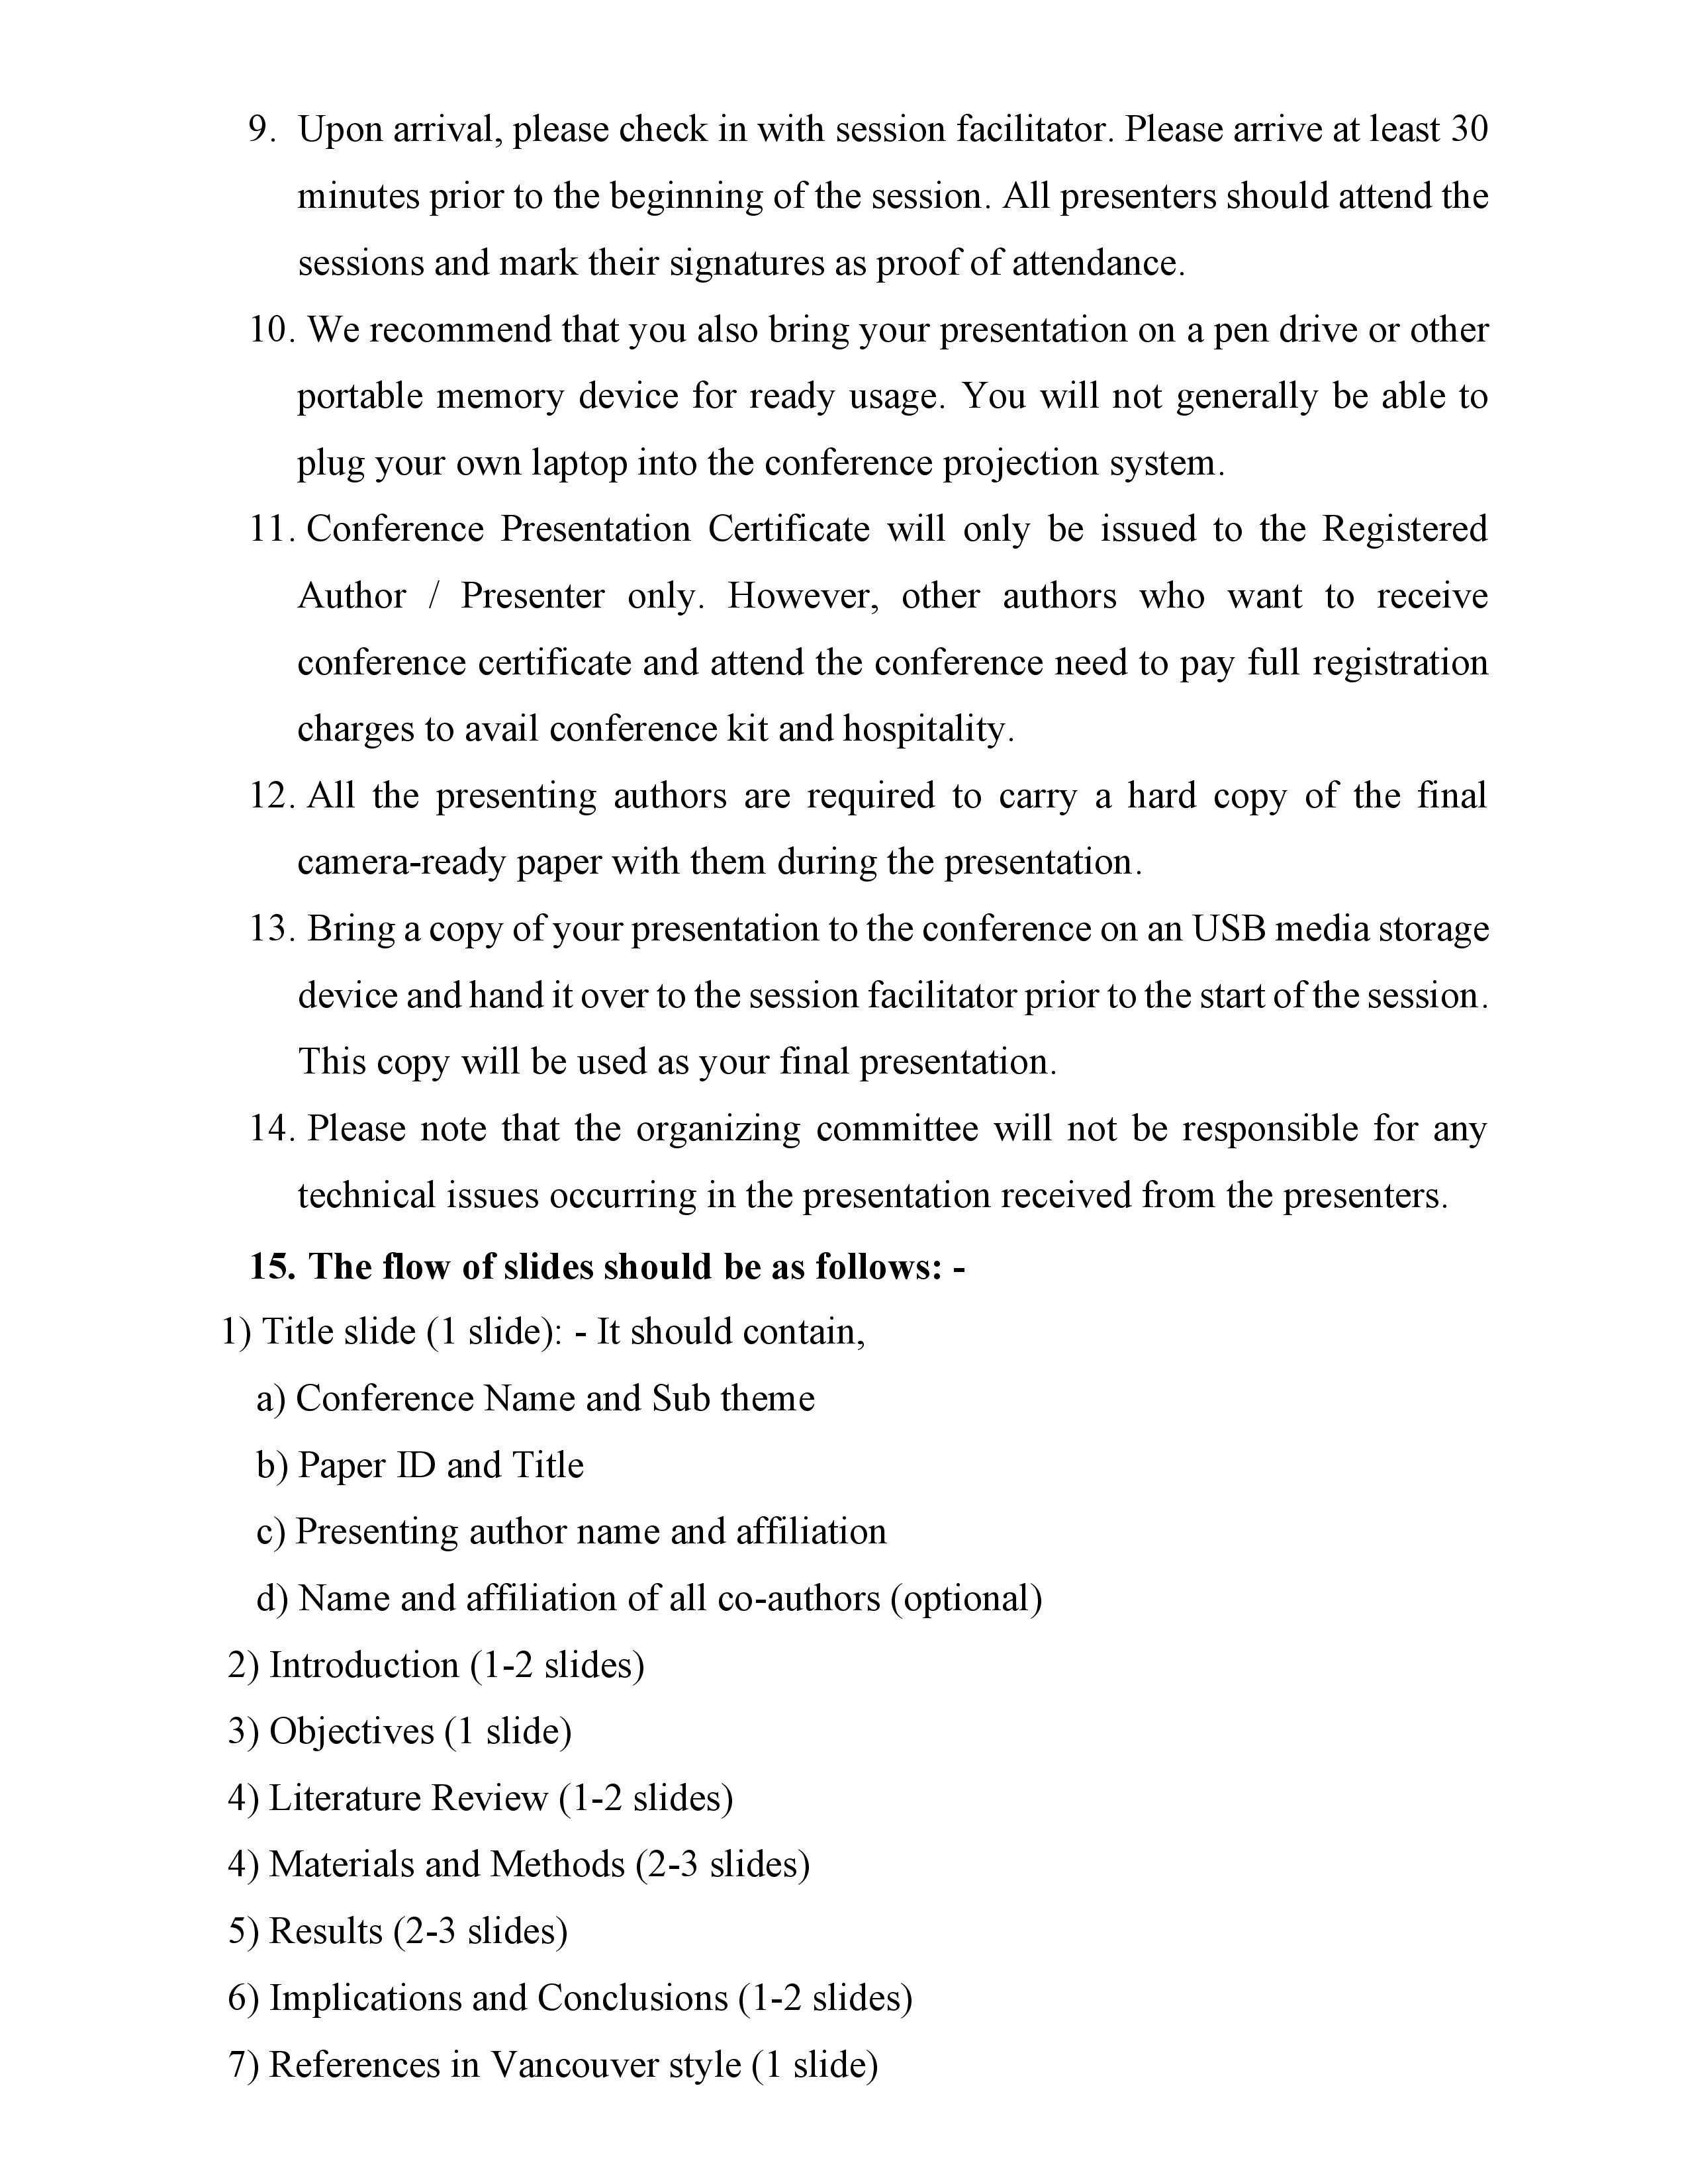 9. Upon arrival, please check in with session facilitator. Please arrive at least 30
minutes prior to the beginning of the session. All presenters should attend the
sessions and mark their signatures as proof of attendance.
10. We recommend that you also bring your presentation on a pen drive or other
portable memory device for ready usage. You will not generally be able to
plug your own laptop into the conference projection system.
11. Conference Presentation Certificate will only be issued to the Registered
Author / Presenter only. However, other authors who want to receive
conference certificate and attend the conference need to pay full registration
charges to avail conference kit and hospitality.
12. All the presenting authors are required to carry a hard copy of the final
camera-ready paper with them during the presentation.
13. Bring a copy of your presentation to the conference on an USB media storage
device and hand it over to the session facilitator prior to the start of the session.
This copy will be used as your final presentation.
14. Please note that the organizing committee will not be responsible for any
technical issues occurring in the presentation received from the presenters.
15. The flow of slides should be as follows: -
1) Title slide (1 slide): - It should contain,
a) Conference Name and Sub theme
b) Paper ID and Title
c) Presenting author name and affiliation
d) Name and affiliation of all co-authors (optional)
2) Introduction (1-2 slides)
3) Objectives (1 slide)
4) Literature Review (1-2 slides)
4) Materials and Methods (2-3 slides)
5) Results (2-3 slides)
6) Implications and Conclusions (1-2 slides)
7) References in Vancouver style (1 slide)